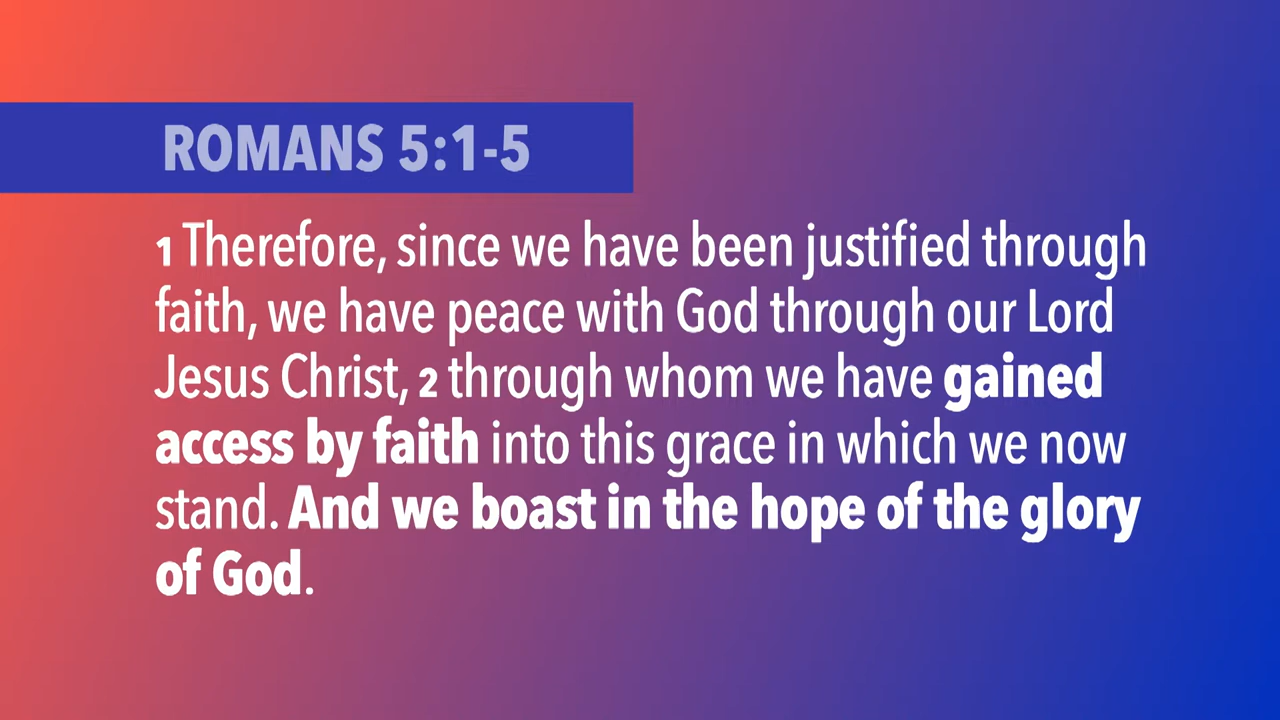 ROMANS 5:1-5
1 Therefore, since we have been justified through
faith, we have peace with God through our Lord
Jesus Christ, 2 through whom we have gained
access by faith into this grace in which we now
stand. And we boast in the hope of the glory
of God.